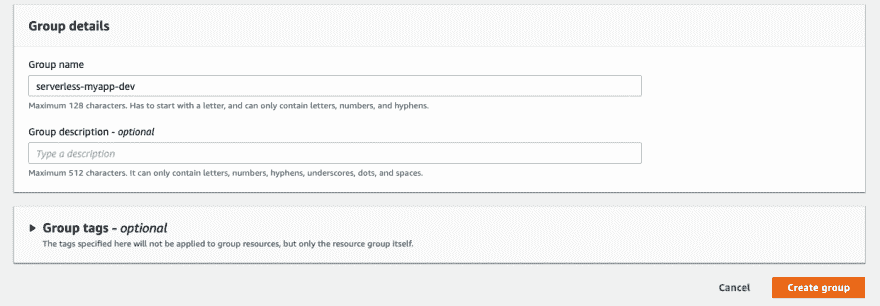 Group details
Group name
serverless-myapp-dev
Maximum 128 characters. Has to start with a letter, and can only contain letters, numbers, and hyphens.
Group description - optional
Type a description
Maximum 512 characters. It can only contain letters, numbers, hyphens, underscores, dots, and spaces.
Group tags - optional
The tags specified here will not be applied to group resources, but only the resource group itself.
Cancel Create group